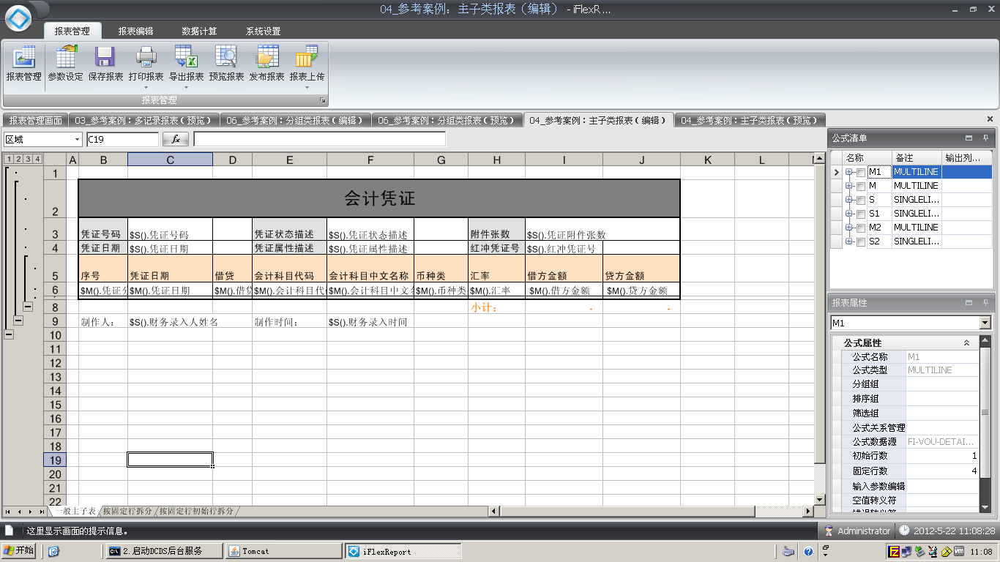 04_参考案例：主子类报表（编辑） - iFlexR...
报表管理 报表编辑 数据计算 系统设置
报表管理 参数设定 保存报表 打印报表 导出报表 预览报表 发布报表 报表上传
报表管理
报表管理画面 03_参考案例：多记录报表（预览） 06_参考案例：分组类报表（编辑） 06_参考案例：分组类报表（预览） 04_参考案例：主子类报表（编辑） 04_参考案例：主子类报表（预览）
区域 C19 fx
1 2 3 4 A B C D E F G H I J K L
1
2 会计凭证
3 凭证号码 $S().凭证号码 凭证状态描述 $S().凭证状态描述 附件张数 $S().凭证附件张数
4 凭证日期 $S().凭证日期 凭证属性描述 $S().凭证属性描述 红冲凭证号 $S().红冲凭证号
5 序号 凭证日期 借贷 会计科目代码 会计科目中文名称 币种类 汇率 借方金额 贷方金额
6 $M().凭证 $M().凭证日期 $M().借贷 $M().会计科目代 $M().会计科目中文 $M().币种类 $M().汇率 $M().借方金额 $M().贷方金额
8 小计： - -
9 制作人： $S().财务录入人姓名 制作时间： $S().财务录入时间
10
11
12
13
14
15
16
17
18
19
20
21
22
一般主子表 按固定行拆分 按固定行初始行拆分
公式清单
名称 备注 输出列...
M1 MULTILINE
M MULTILINE
S SINGLELI...
S1 SINGLELI...
M2 MULTILINE
S2 SINGLELI...
报表属性
M1
公式属性
公式名称 M1
公式类型 MULTILINE
分组组
排序组
筛选组
公式关系管理
公式数据源 FI-VOU-DETAI...
初始行数 1
固定行数 4
输入参数编辑
空值转义符
错误转义符
这里显示画面的提示信息。 Administrator 2012-5-22 11:08:28
开始 2.启动DCDS后台服务 Tomcat iFlexReport 11:08